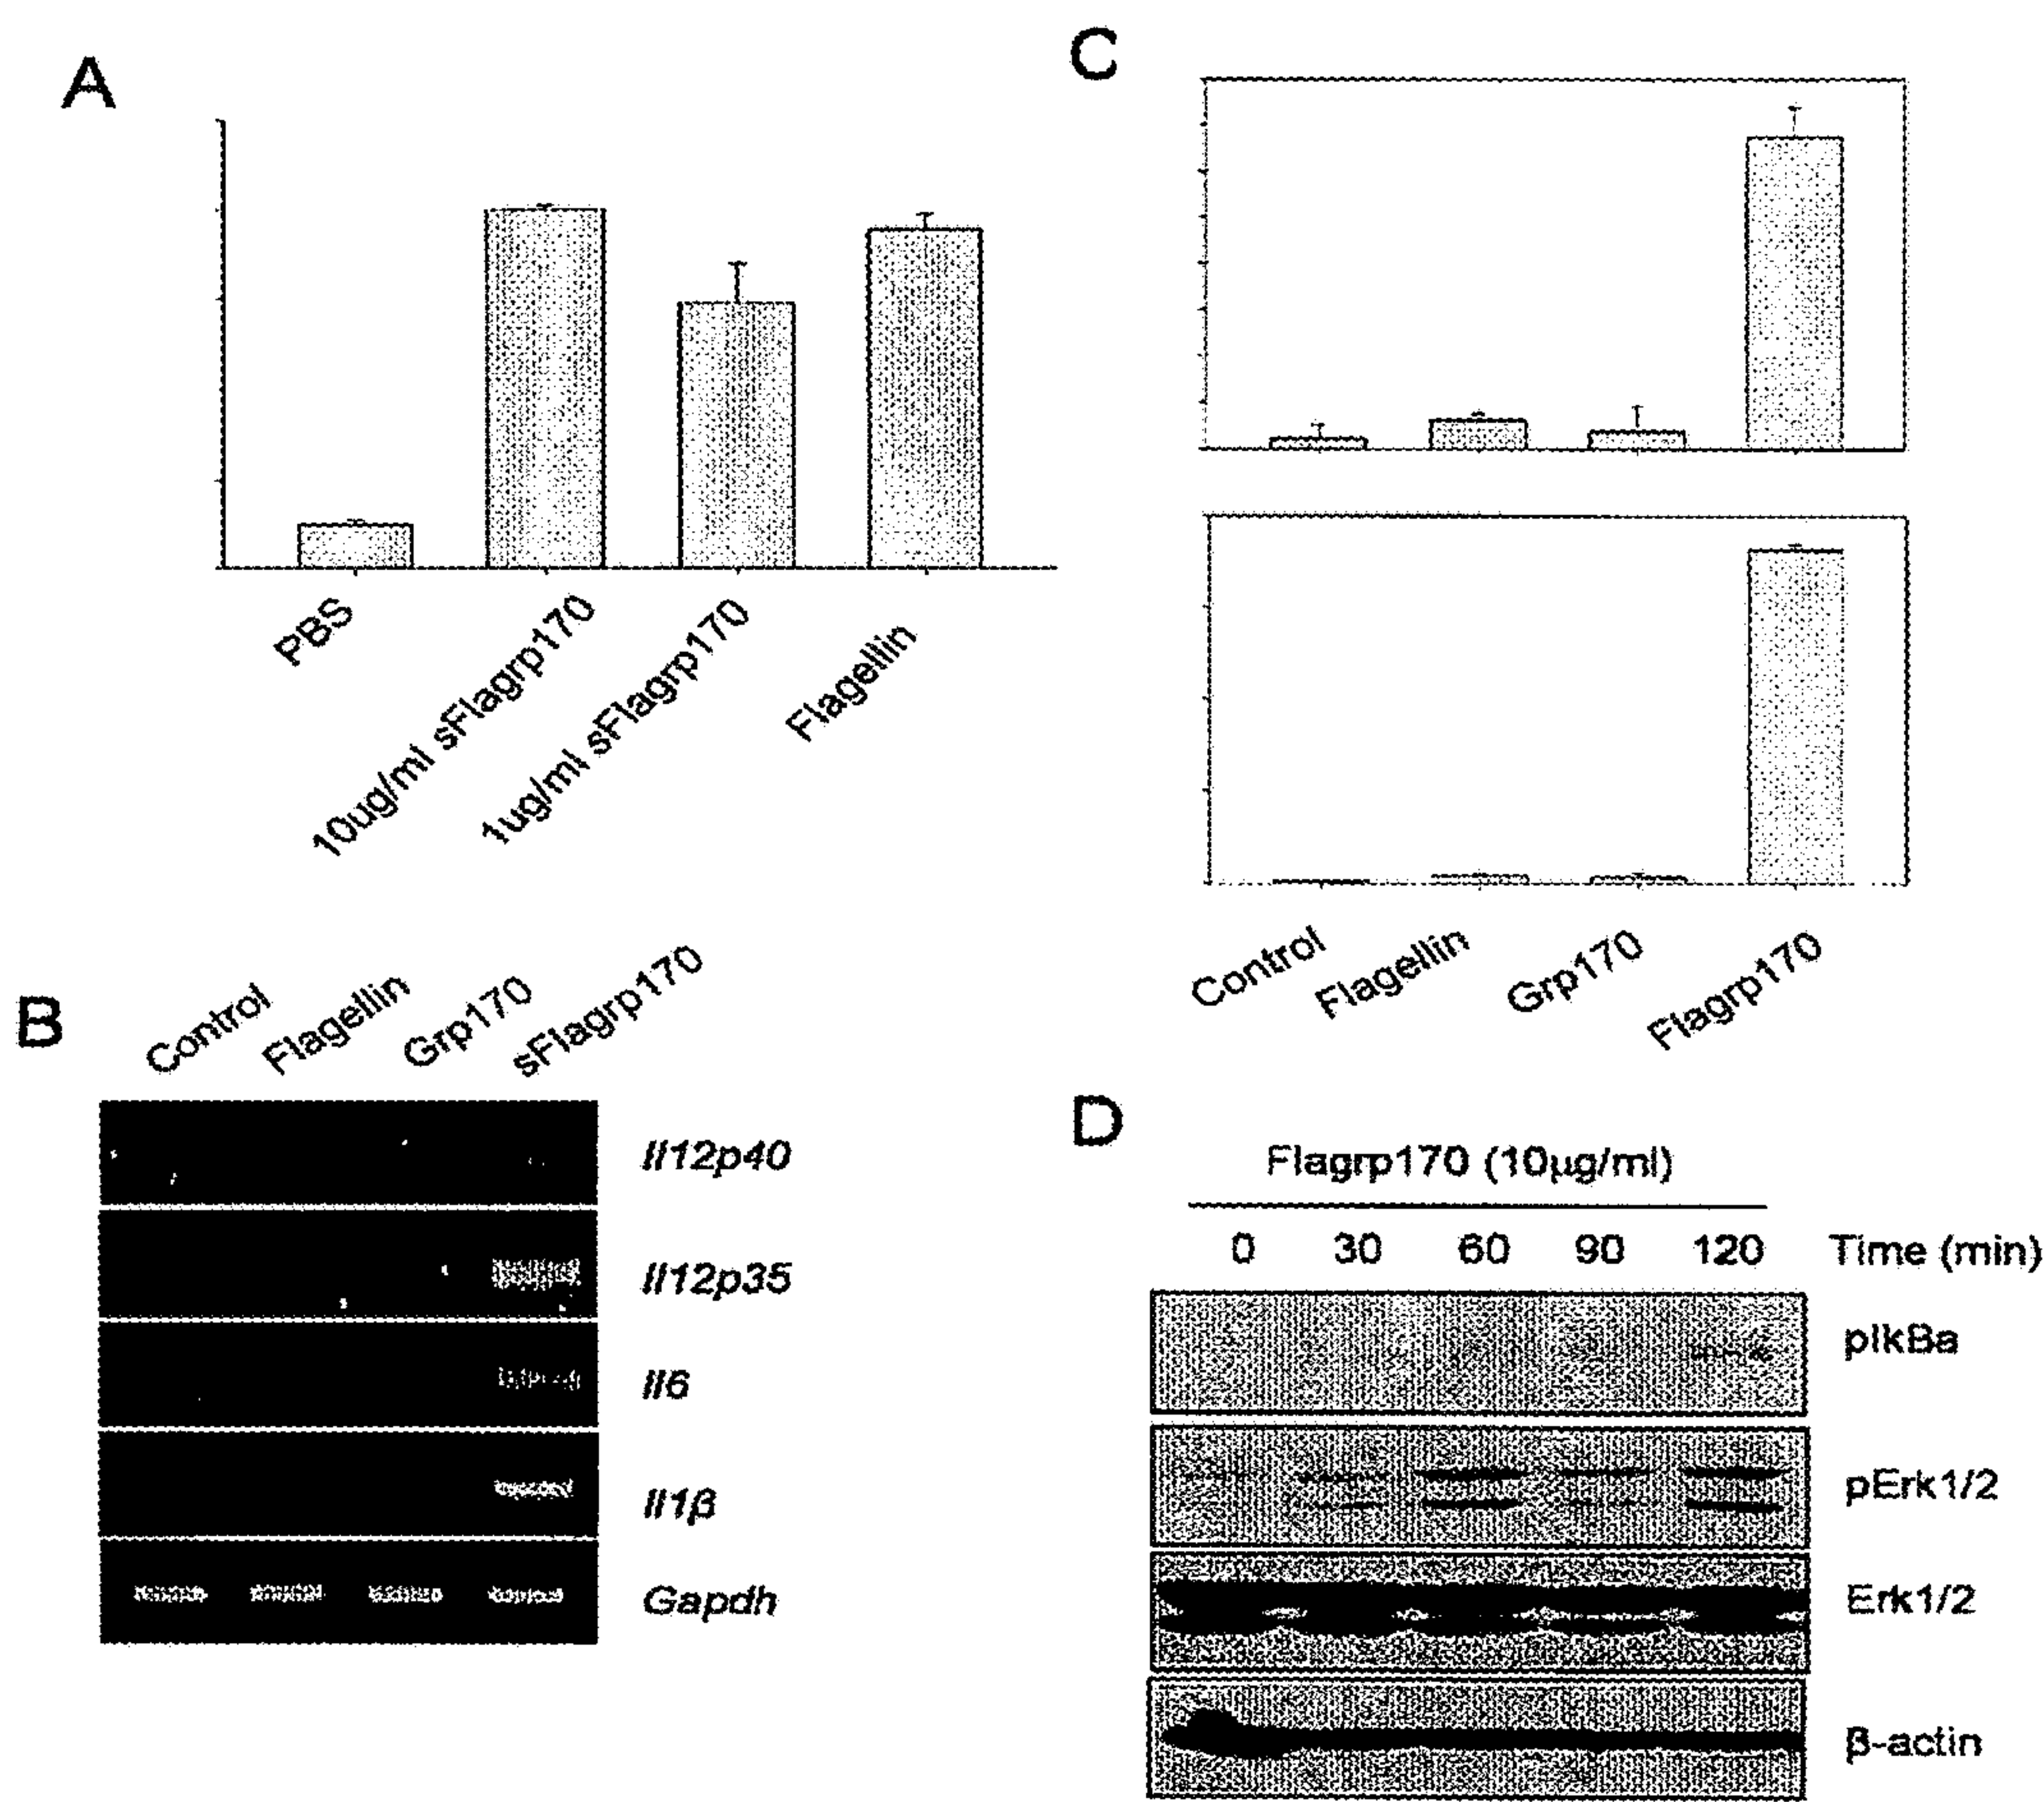 A
PBS
10ug/ml sFlagrp170
1ug/ml sFlagrp170
Flagellin
B
Control
Flagellin
Grp170
sFlagrp170
Il12p40
Il12p35
Il6
Il1β
Gapdh
C
Control
Flagellin
Grp170
Flagrp170
D
Flagrp170 (10µg/ml)
0 30 60 90 120 Time (min)
pIkBa
pErk1/2
Erk1/2
β-actin